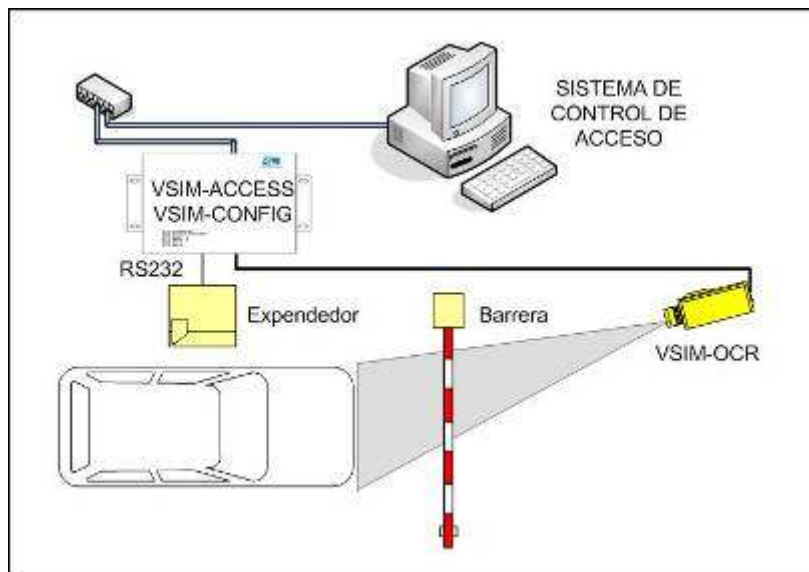 SISTEMA DE
CONTROL DE
ACCESO
VSIM-ACCESS
VSIM-CONFIG
RS232
Expendedor
Barrera
VSIM-OCR